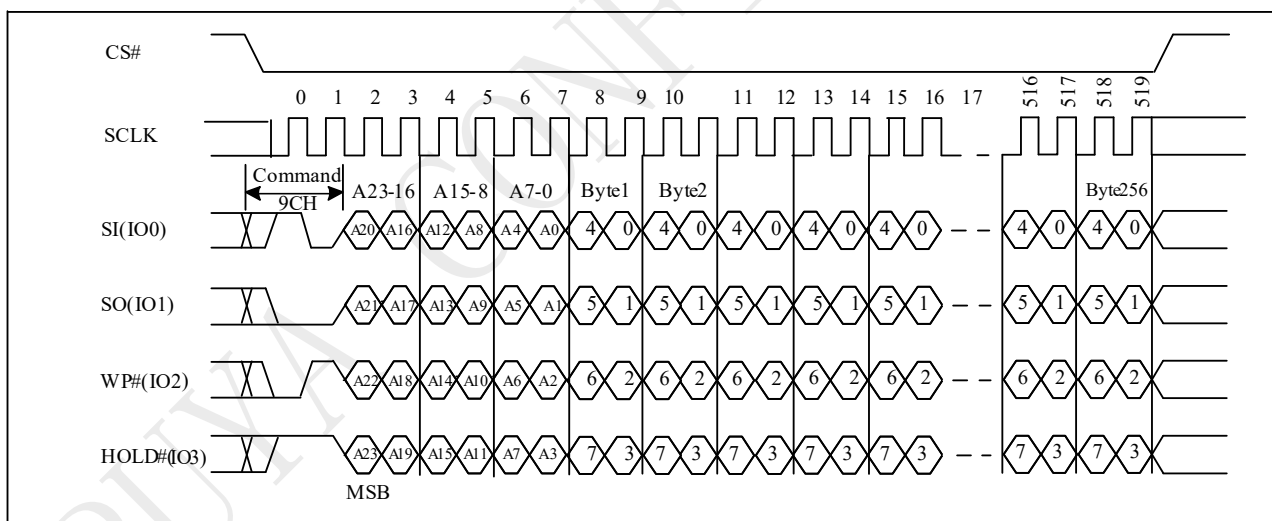 CS#
0 1 2 3 4 5 6 7 8 9 10 11 12 13 14 15 16 17 516 517 518 519
SCLK
Command
9CH
A23-16 A15-8 A7-0 Byte1 Byte2 Byte256
SI(IO0) A20 A16 A12 A8 A4 A0 4 0 4 0 4 0 4 0 4 0 4 0 4 0
SO(IO1) A21 A17 A13 A9 A5 A1 5 1 5 1 5 1 5 1 5 1 5 1 5 1
WP#(IO2) A22 A18 A14 A10 A6 A2 6 2 6 2 6 2 6 2 6 2 6 2 6 2
HOLD#(IO3) A23 A19 A15 A11 A7 A3 7 3 7 3 7 3 7 3 7 3 7 3 7 3
MSB